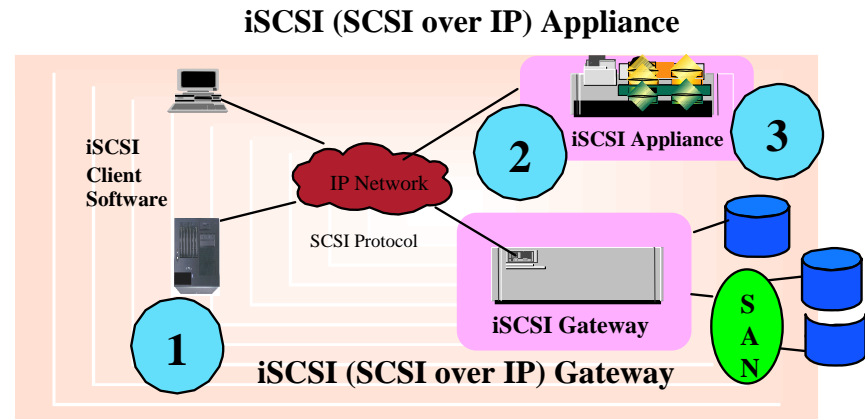 iSCSI (SCSI over IP) Appliance
iSCSI
Client
Software
IP Network
SCSI Protocol
2
iSCSI Appliance
3
1
iSCSI Gateway
S
A
N
iSCSI (SCSI over IP) Gateway